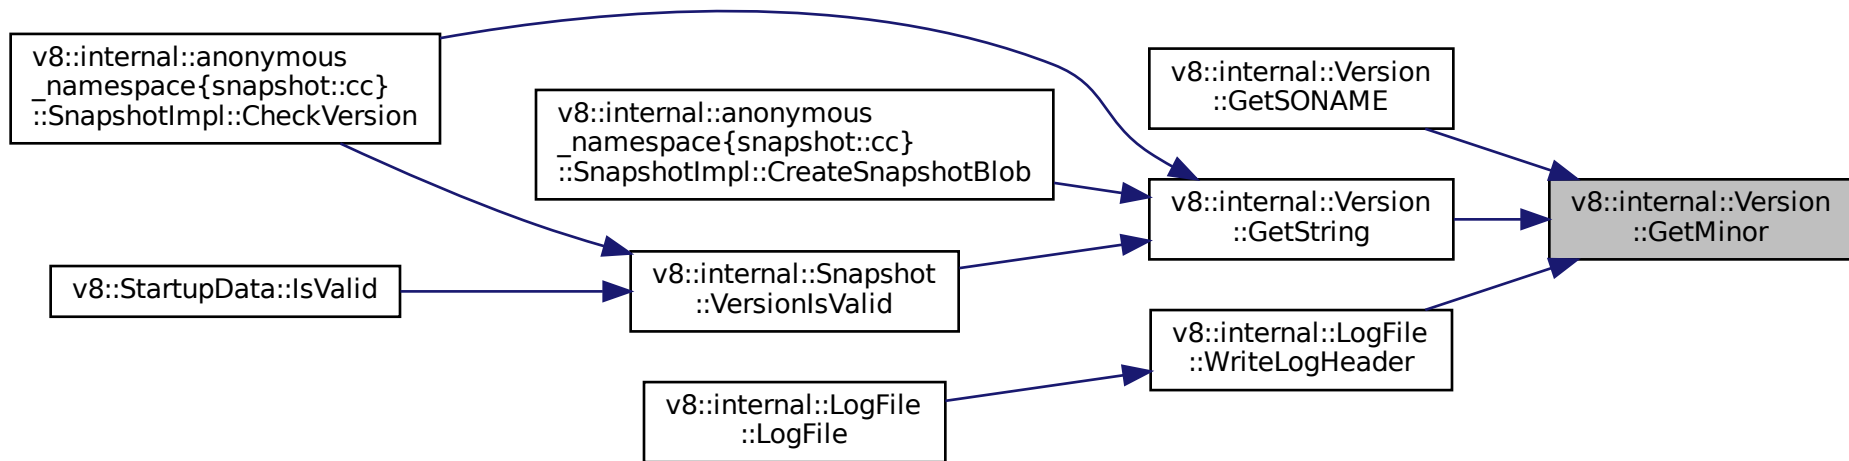 v8::internal::anonymous
_namespace{snapshot::cc}
::SnapshotImpl::CheckVersion
v8::internal::anonymous
_namespace{snapshot::cc}
::SnapshotImpl::CreateSnapshotBlob
v8::internal::Version
::GetSONAME
v8::internal::Version
::GetString
v8::internal::Version
::GetMinor
v8::StartupData::IsValid
v8::internal::Snapshot
::VersionIsValid
v8::internal::LogFile
::WriteLogHeader
v8::internal::LogFile
::LogFile